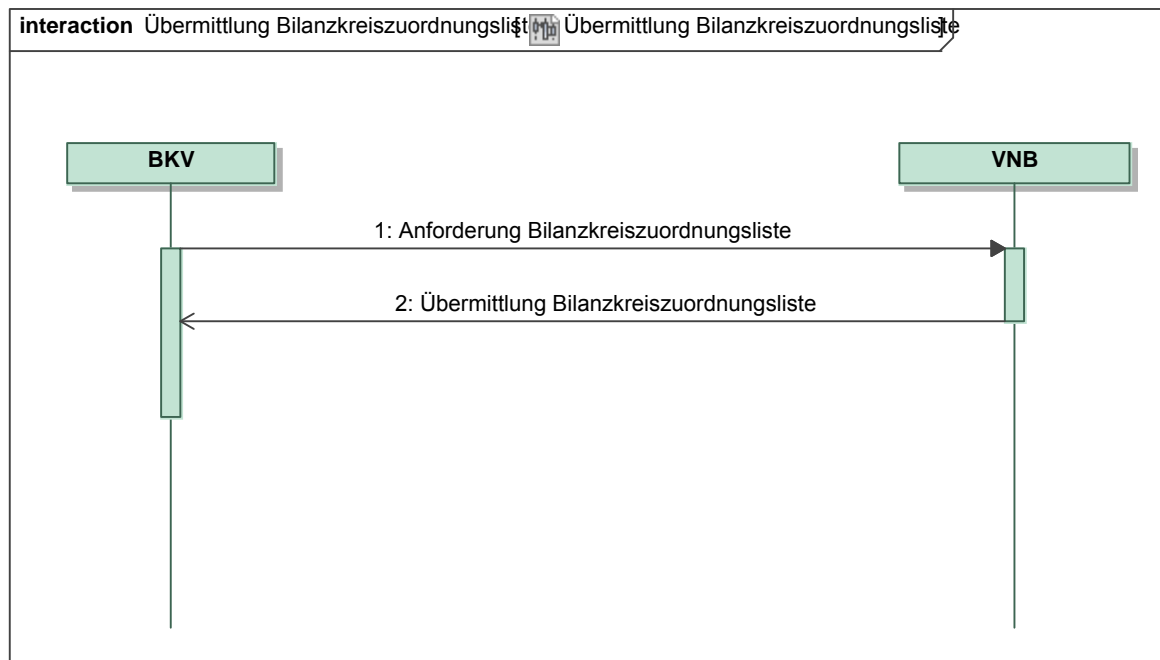 interaction Übermittlung Bilanzkreiszuordnungsliste[ Übermittlung Bilanzkreiszuordnungsliste]
BKV
VNB
1: Anforderung Bilanzkreiszuordnungsliste
2: Übermittlung Bilanzkreiszuordnungsliste